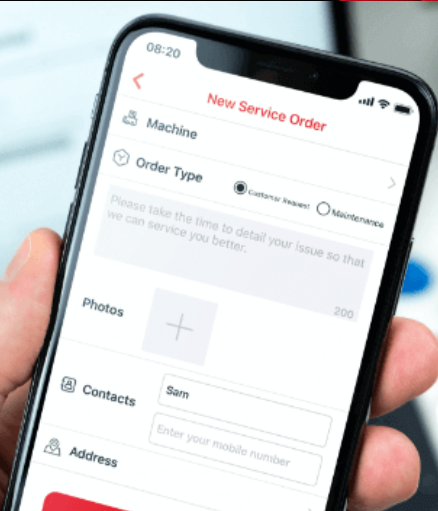 08:20
New Service Order
Machine
Order Type
Customer Request
Maintenance
Please take the time to detail your issue so that
we can service you better.
200
Photos
Contacts
Sam
Enter your mobile number
Address